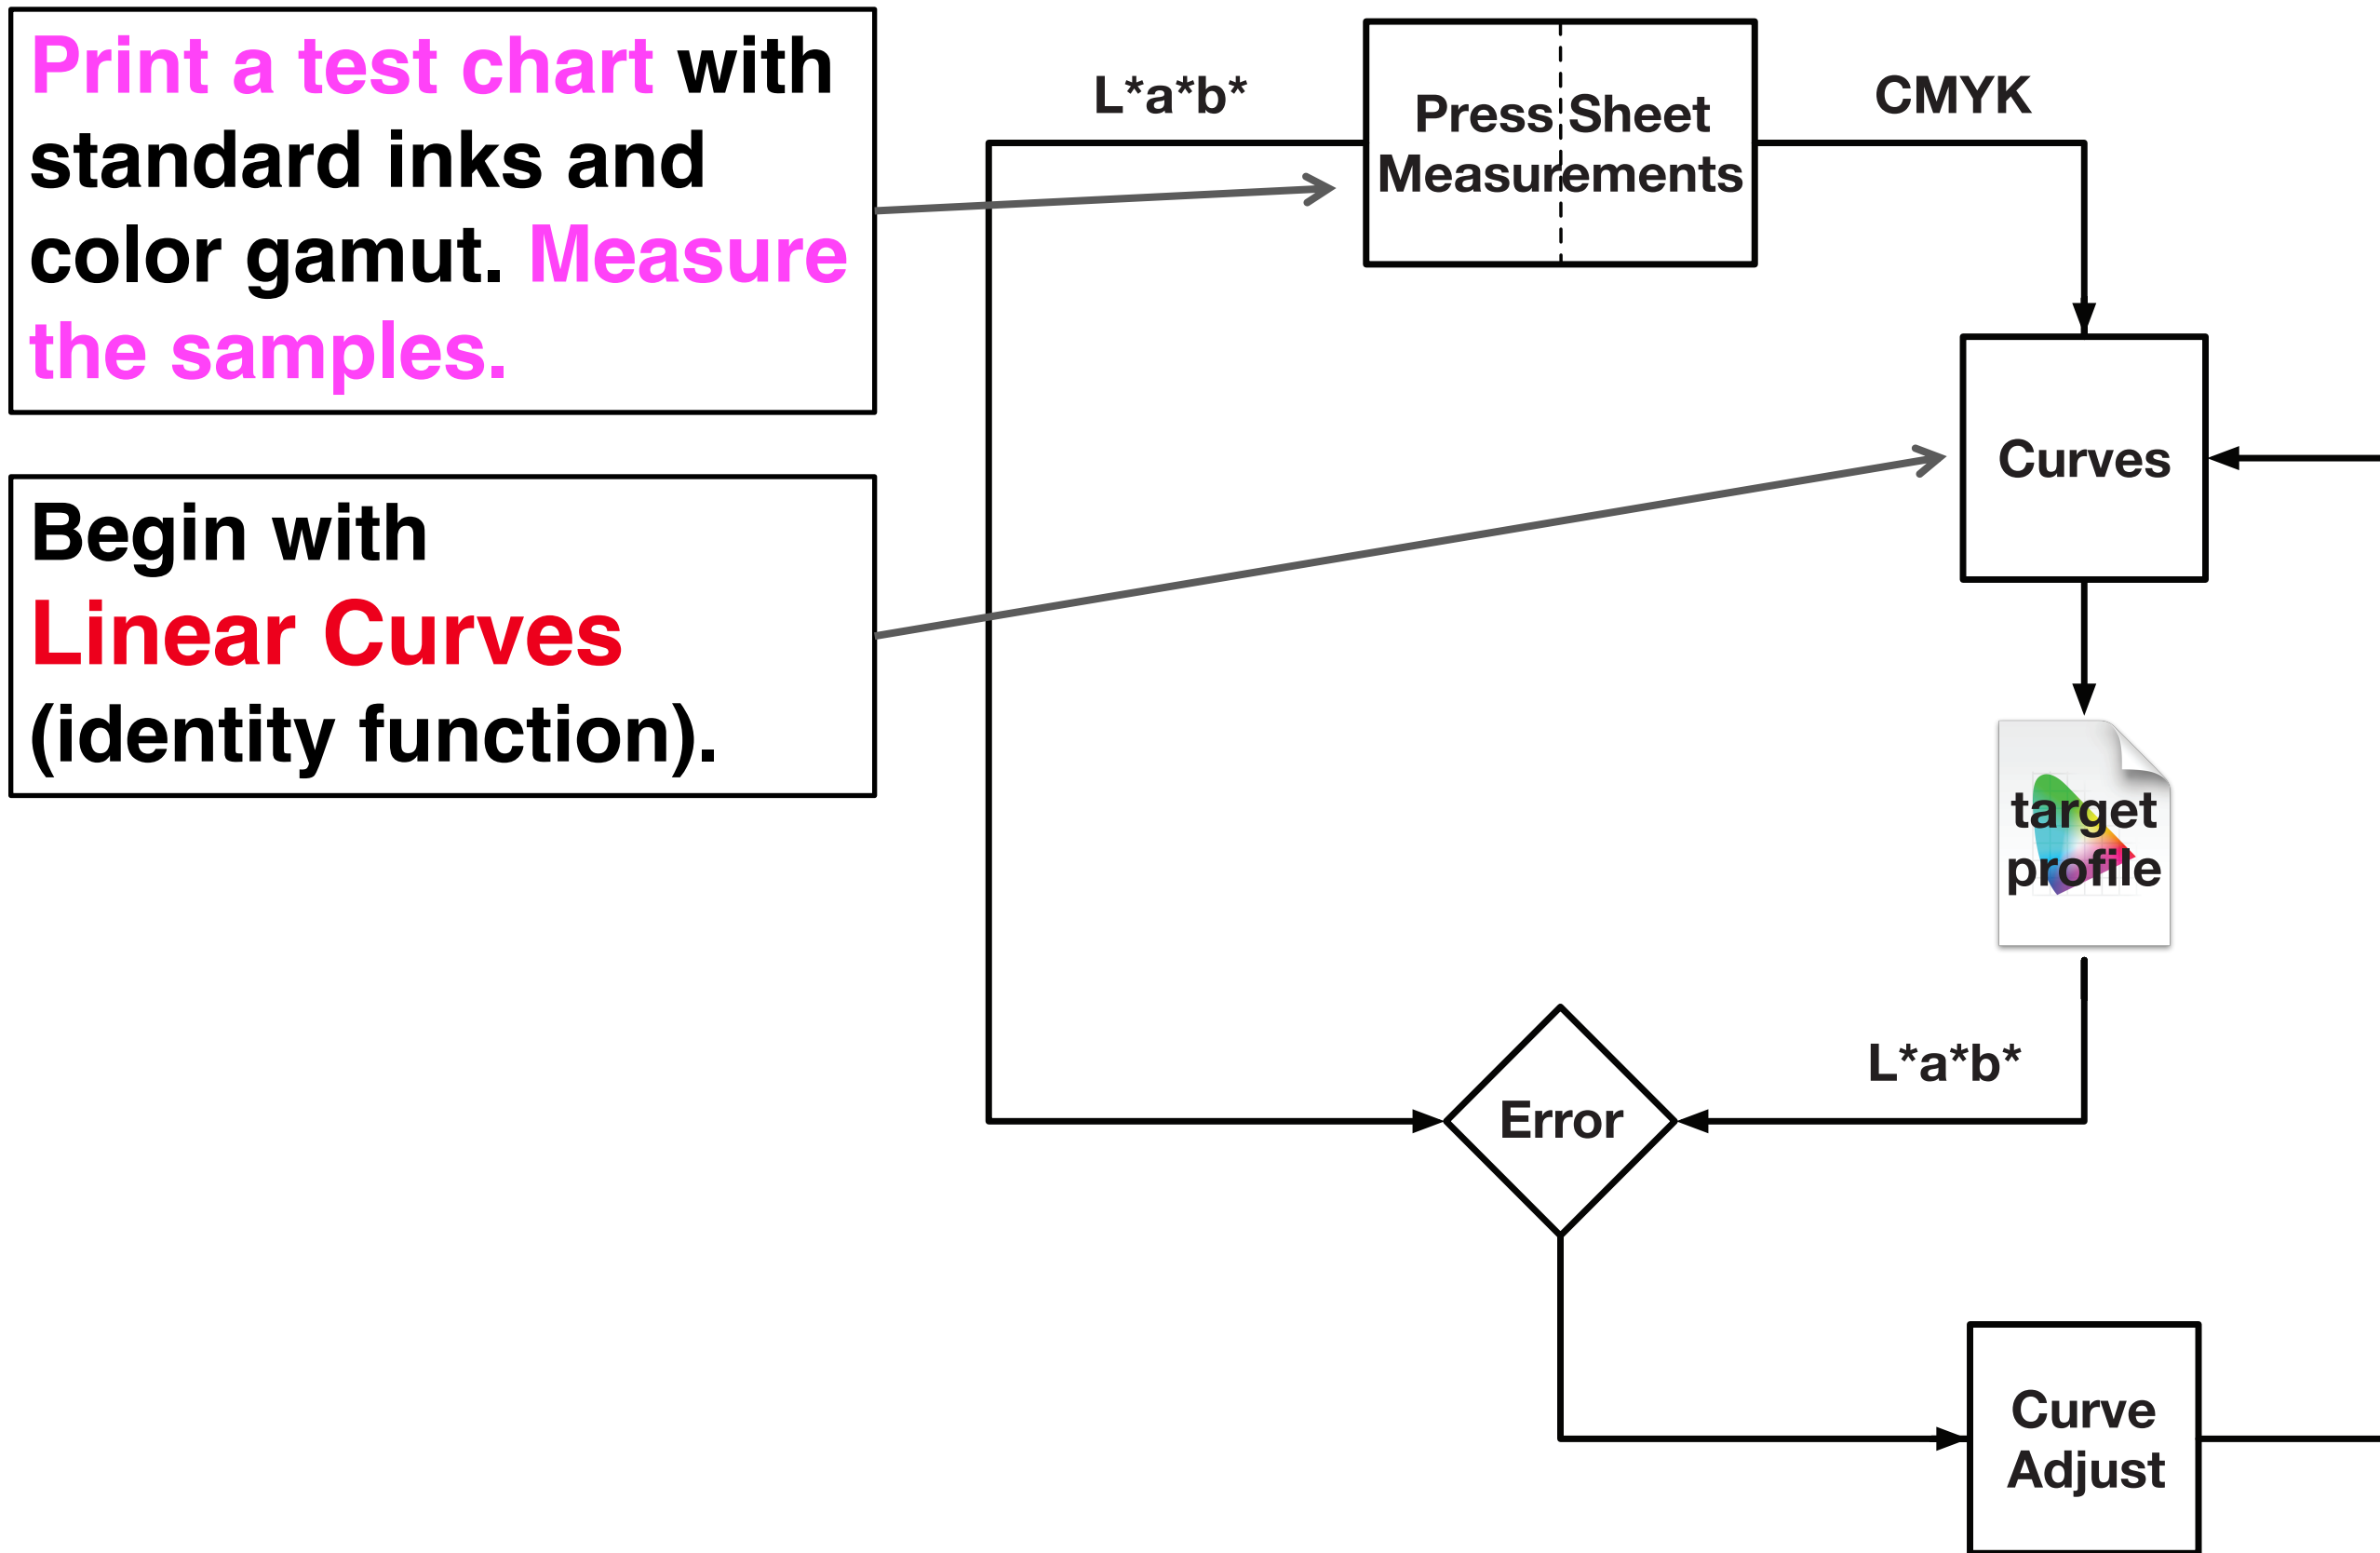 Print a test chart with
standard inks and
color gamut. Measure
the samples.
Begin with
Linear Curves
(identity function).
L*a*b*
Press Sheet
Measurements
CMYK
Curves
target
profile
L*a*b*
Error
Curve
Adjust